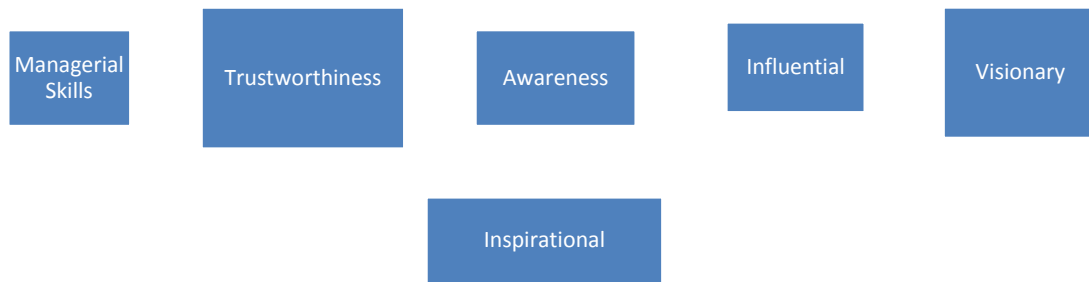 Managerial
Skills
Trustworthiness
Awareness
Influential
Visionary
Inspirational